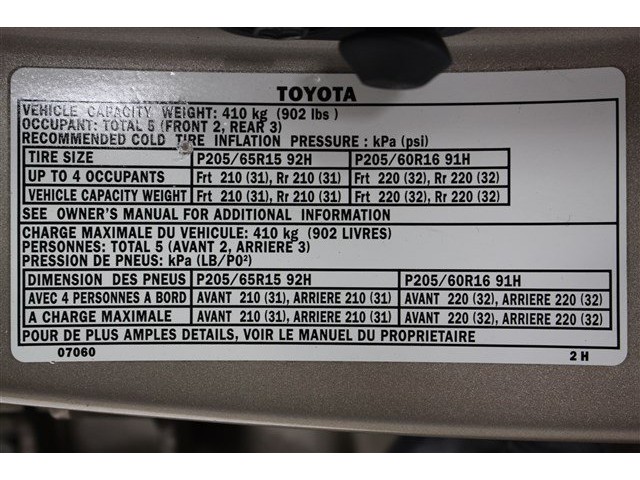 TOYOTA
VEHICLE CAPACITY WEIGHT: 410 kg (902 lbs )
OCCUPANT: TOTAL 5 (FRONT 2, REAR 3)
RECOMMENDED COLD TIRE INFLATION PRESSURE : kPa (psi)
TIRE SIZE P205/65R15 92H P205/60R16 91H
UP TO 4 OCCUPANTS Frt 210 (31), Rr 210 (31) Frt 220 (32), Rr 220 (32)
VEHICLE CAPACITY WEIGHT Frt 210 (31), Rr 210 (31) Frt 220 (32), Rr 220 (32)
SEE OWNER'S MANUAL FOR ADDITIONAL INFORMATION
CHARGE MAXIMALE DU VEHICULE: 410 kg (902 LIVRES)
PERSONNES: TOTAL 5 (AVANT 2, ARRIERE 3)
PRESSION DE PNEUS: kPa (LB/PO²)
DIMENSION DES PNEUS P205/65R15 92H P205/60R16 91H
AVEC 4 PERSONNES A BORD AVANT 210 (31), ARRIERE 210 (31) AVANT 220 (32), ARRIERE 220 (32)
A CHARGE MAXIMALE AVANT 210 (31), ARRIERE 210 (31) AVANT 220 (32), ARRIERE 220 (32)
POUR DE PLUS AMPLES DETAILS, VOIR LE MANUEL DU PROPRIETAIRE
07060 2 H